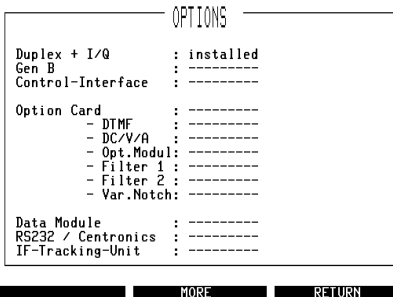 OPTIONS
Duplex + I/Q : installed
Gen B : ---------
Control-Interface : ---------
Option Card : ---------
- DTMF : ---------
- DC/V/A : ---------
- Opt.Modul: ---------
- Filter 1 : ---------
- Filter 2 : ---------
- Var.Notch: ---------
Data Module : ---------
RS232 / Centronics : ---------
IF-Tracking-Unit : ---------
MORE RETURN